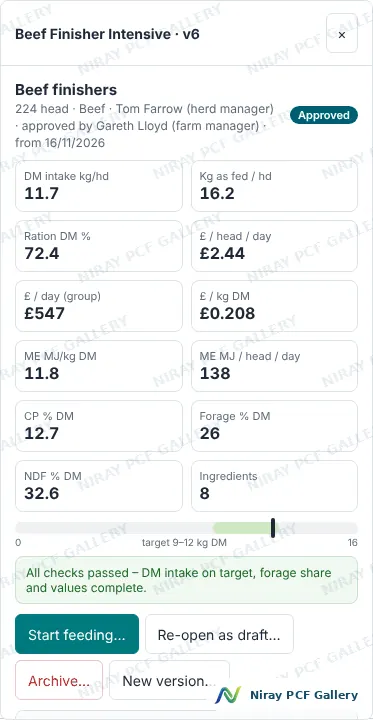 Beef Finisher Intensive · v6
×
Beef finishers
224 head · Beef · Tom Farrow (herd manager)
· approved by Gareth Lloyd (farm manager) ·
from 16/11/2026
Approved
DM intake kg/hd
11.7
Kg as fed / hd
16.2
Ration DM %
72.4
£ / head / day
£2.44
£ / day (group)
£547
£ / kg DM
£0.208
ME MJ/kg DM
11.8
ME MJ / head / day
138
CP % DM
12.7
Forage % DM
26
NDF % DM
32.6
Ingredients
8
0
target 9–12 kg DM
16
All checks passed – DM intake on target, forage share
and values complete.
Start feeding...
Re-open as draft...
Archive...
New version...
Niray PCF Gallery
NIRAY PCF GALLERY